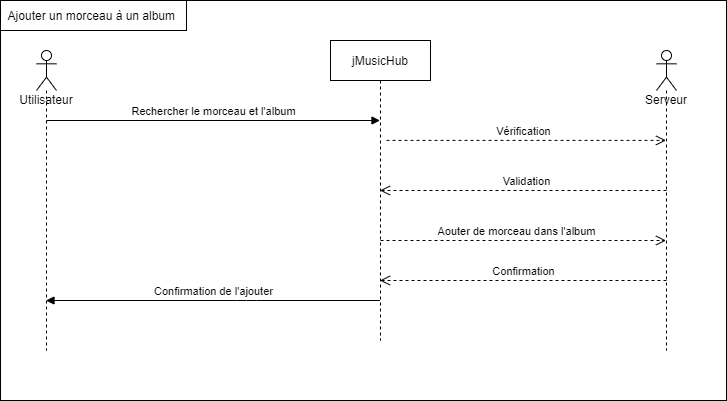 Ajouter un morceau à un album
jMusicHub
Utilisateur
Serveur
Rechercher le morceau et l'album
Vérification
Validation
Aouter de morceau dans l'album
Confirmation
Confirmation de l'ajouter